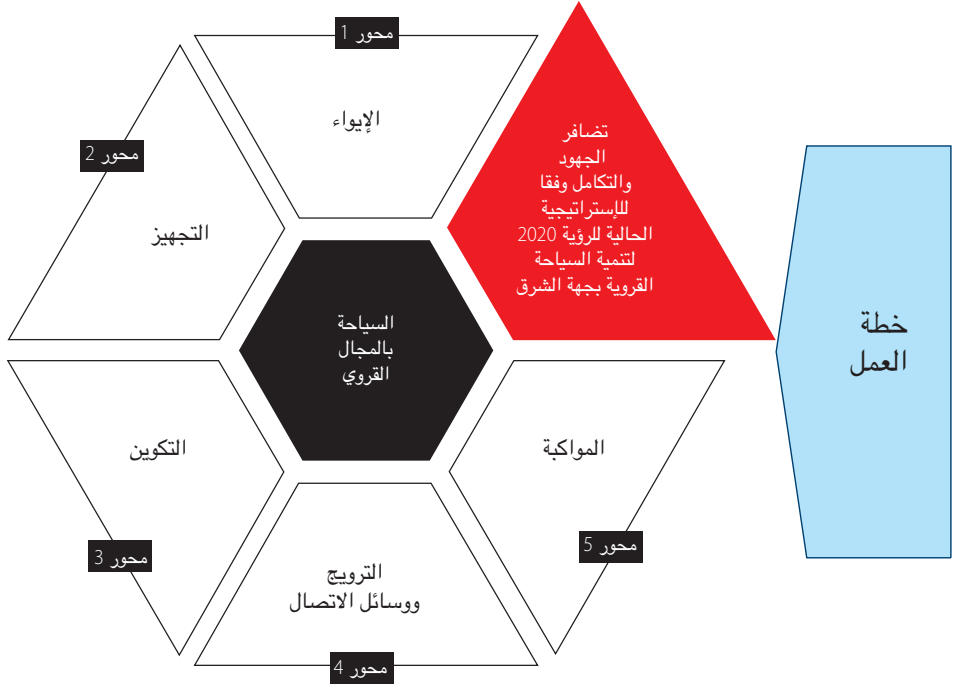 محور 1
الإيواء
محور 2
التجهيز
تضافر
الجهود
والتكامل وفقا
للإستراتيجية
الحالية للرؤية 2020
لتنمية السياحة
القروية بجهة الشرق
خطة
العمل
السياحة
بالمجال
القروي
التكوين
محور 3
الترويج
ووسائل الاتصال
محور 4
المواكبة
محور 5